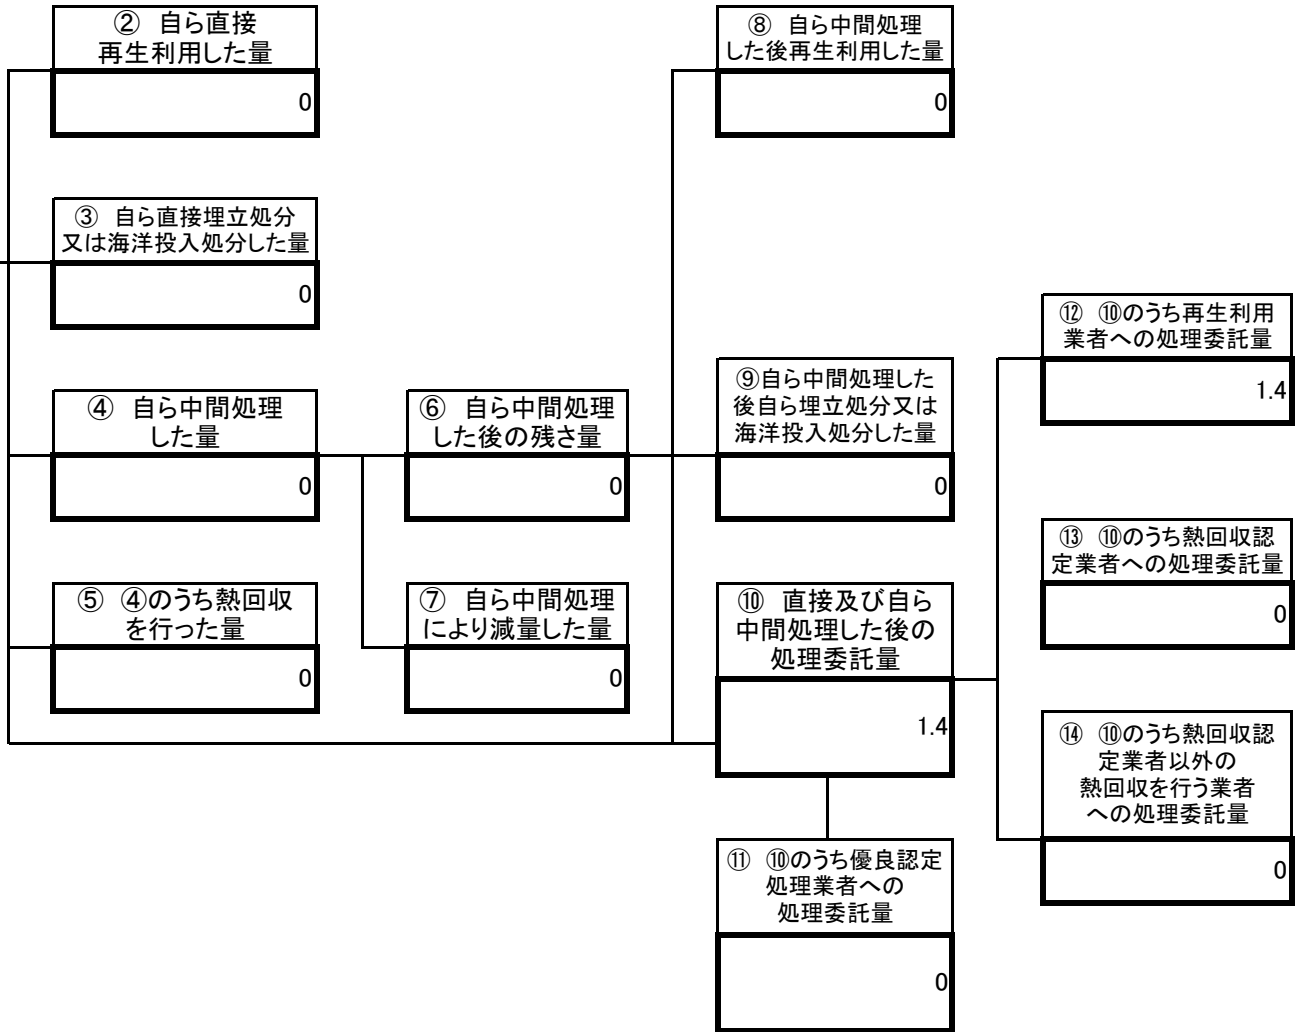 ② 自ら直接
再生利用した量
0
③ 自ら直接埋立処分
又は海洋投入処分した量
0
④ 自ら中間処理
した量
0
⑤ ④のうち熱回収
を行った量
0
⑥ 自ら中間処理
した後の残さ量
0
⑦ 自ら中間処理
により減量した量
0
⑧ 自ら中間処理
した後再生利用した量
0
⑨自ら中間処理した
後自ら埋立処分又は
海洋投入処分した量
0
⑩ 直接及び自ら
中間処理した後の
処理委託量
1.4
⑪ ⑩のうち優良認定
処理業者への
処理委託量
0
⑫ ⑩のうち再生利用
業者への処理委託量
1.4
⑬ ⑩のうち熱回収認
定業者への処理委託量
0
⑭ ⑩のうち熱回収認
定業者以外の
熱回収を行う業者
への処理委託量
0